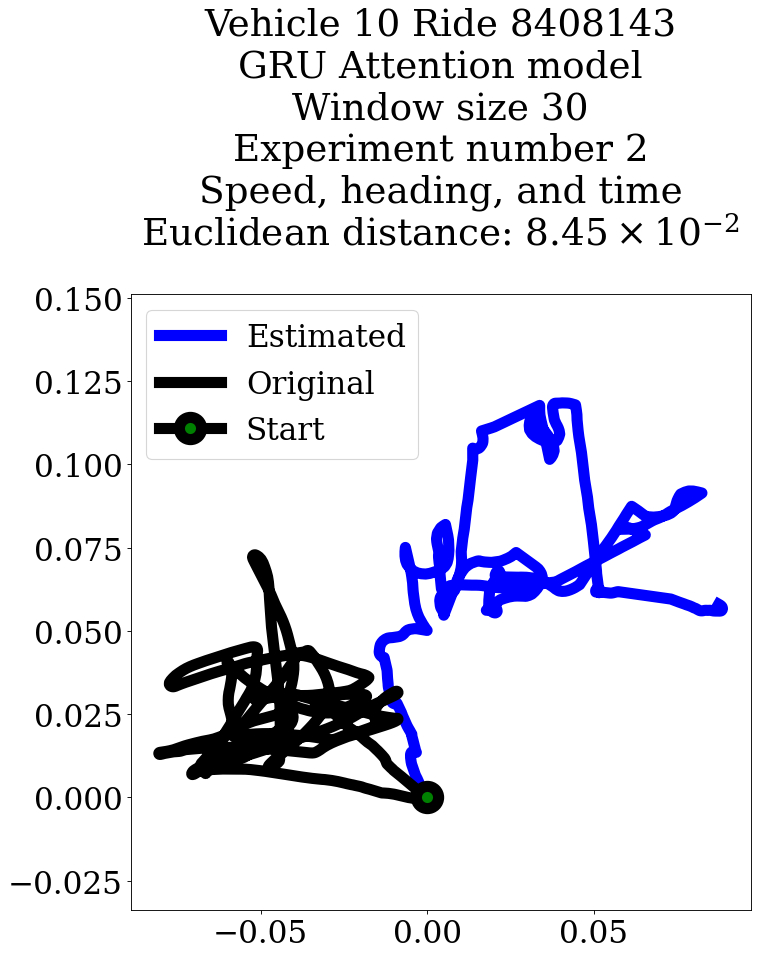 Vehicle 10 Ride 8408143
GRU Attention model
Window size 30
Experiment number 2
Speed, heading, and time
Euclidean distance: 8.45 × 10⁻²
0.150
Estimated
0.125
Original
Start
0.100
0.075
0.050
0.025
0.000
−0.025
−0.05 0.00 0.05